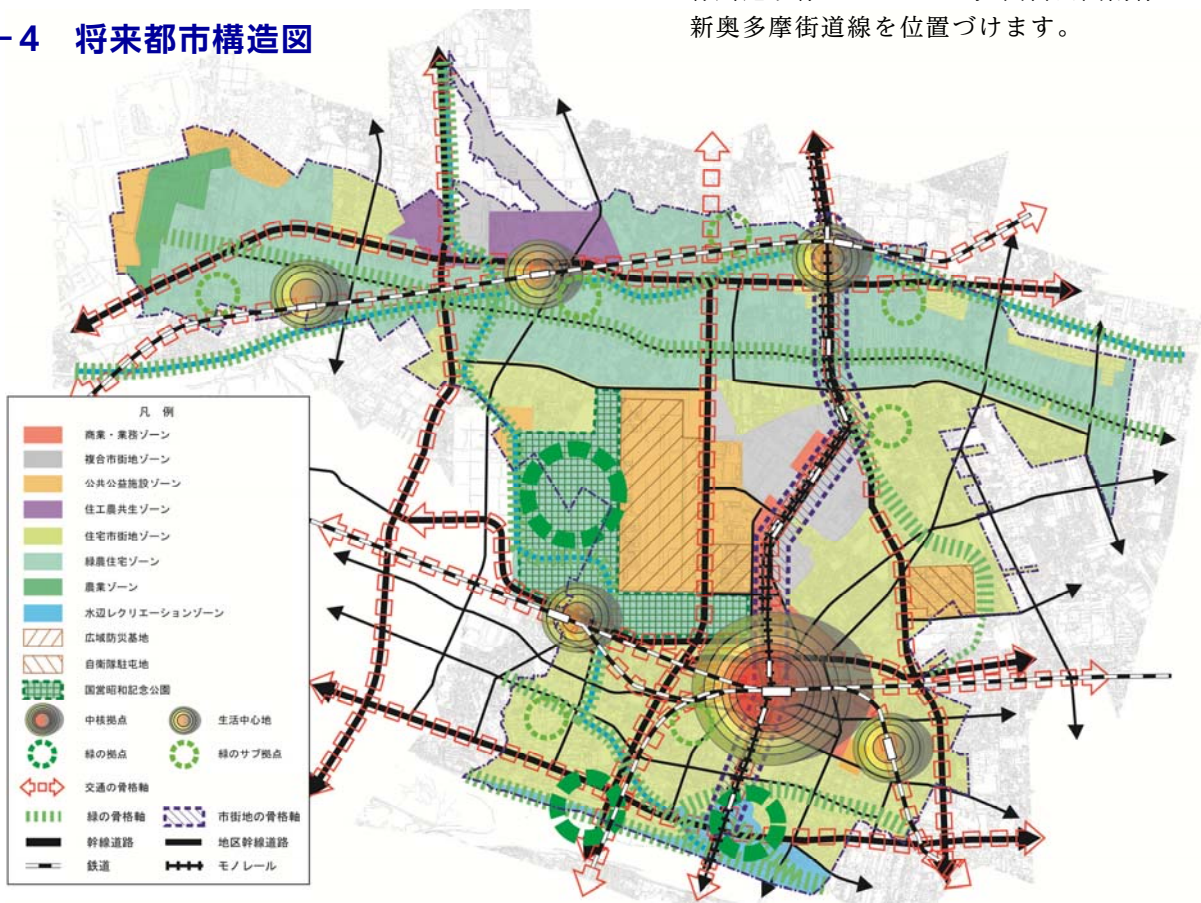 －4 将来都市構造図
新奥多摩街道線を位置づけます。
凡 例
商業・業務ゾーン
複合市街地ゾーン
公共公益施設ゾーン
住工農共生ゾーン
住宅市街地ゾーン
緑農住宅ゾーン
農業ゾーン
水辺レクリエーションゾーン
広域防災基地
自衛隊駐屯地
国営昭和記念公園
中核拠点 生活中心地
緑の拠点 緑のサブ拠点
交通の骨格軸
緑の骨格軸 市街地の骨格軸
幹線道路 地区幹線道路
鉄道 モノレール